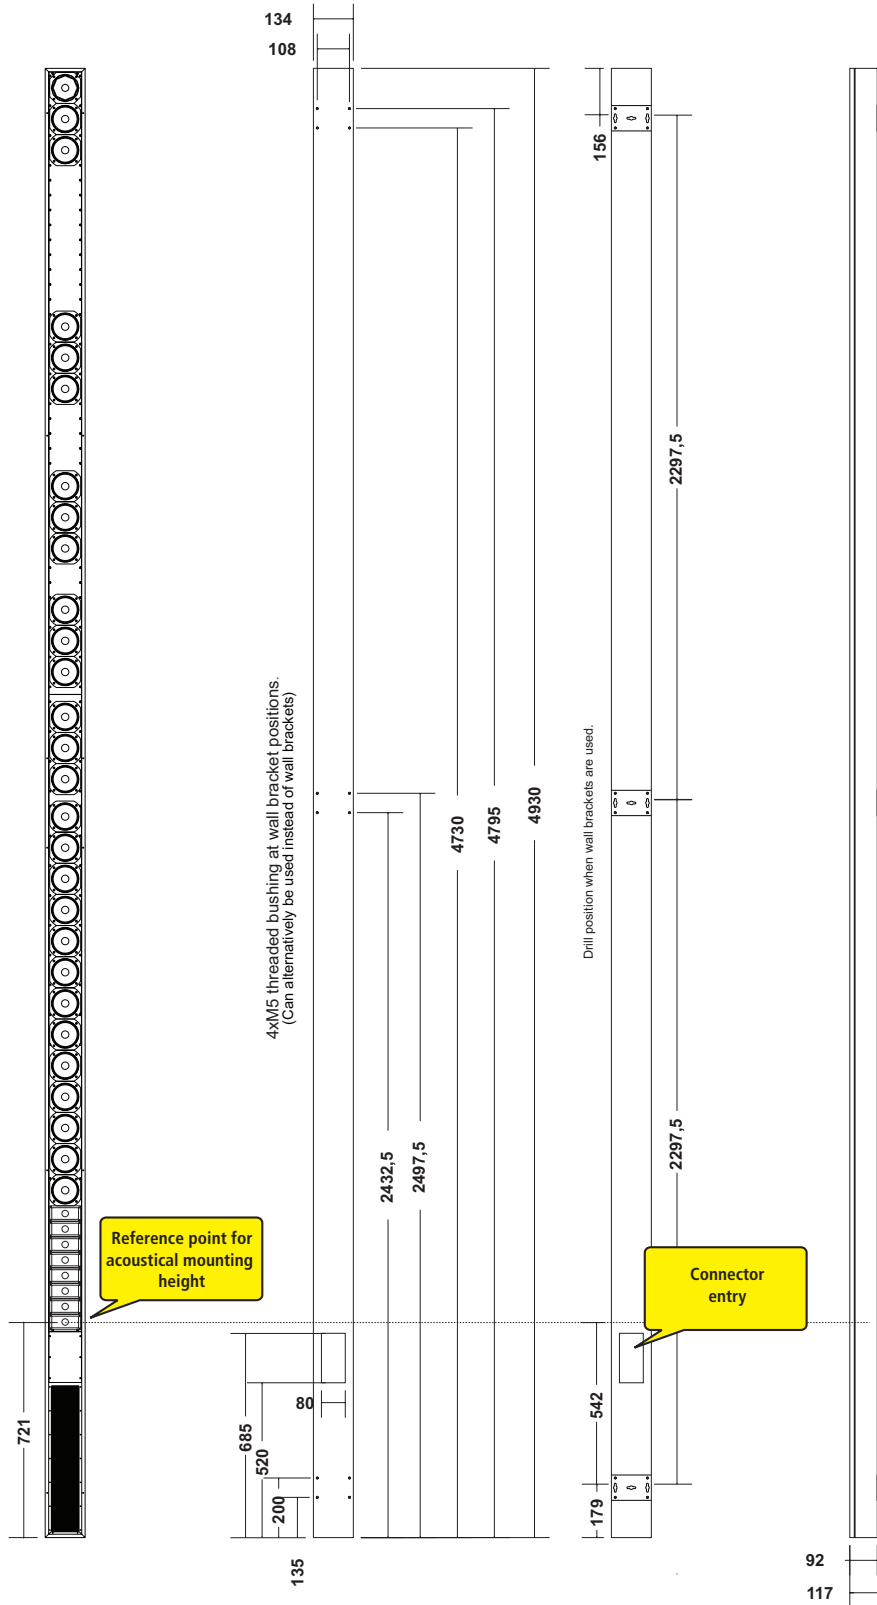 134
108
156
2297,5
4xM5 threaded bushing at wall bracket positions.
(Can alternatively be used instead of wall brackets)
Drill position when wall brackets are used.
4930
4795
4730
2432,5
2497,5
2297,5
Reference point for
acoustical mounting
height
Connector
entry
721
685
520
80
542
200
179
135
92
117